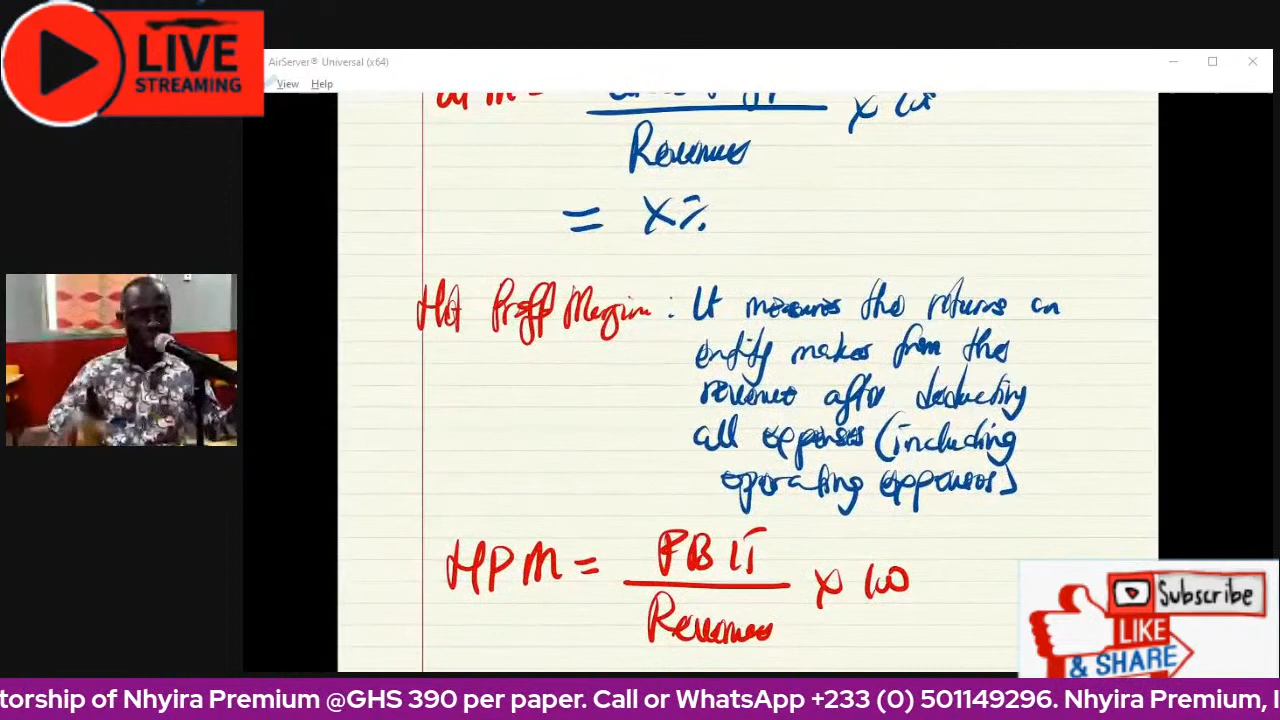 LIVE
STREAMING
AirServer® Universal (x64)
View Help
Revenue
= X%
Net Profit Margin : It measures the returns an
entity makes from the
revenue after deducting
all expenses (including
operating expenses)
NPM = PBIT
Revenue
x 100
Subscribe
LIKE
& SHARE
torship of Nhyira Premium @GHS 390 per paper. Call or WhatsApp +233 (0) 501149296. Nhyira Premium,